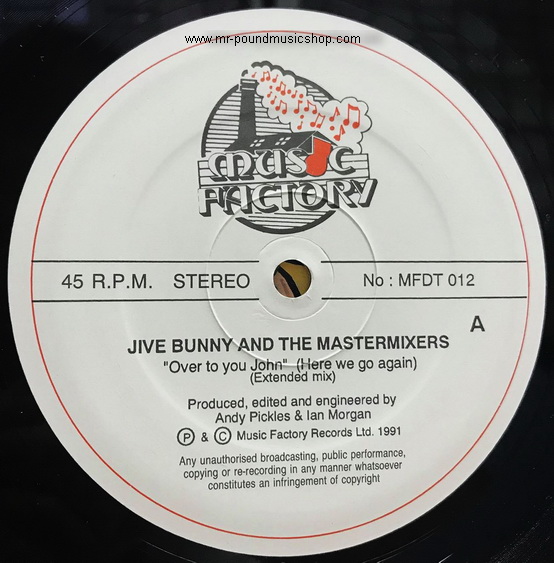 www.mr-poundmusicshop.com
MUSIC
FACTORY
45 R.P.M. STEREO
No : MFDT 012
A
JIVE BUNNY AND THE MASTERMIXERS
"Over to you John" (Here we go again)
(Extended mix)
Produced, edited and engineered by
Andy Pickles & Ian Morgan
Ⓟ & © Music Factory Records Ltd. 1991
Any unauthorised broadcasting, public performance,
copying or re-recording in any manner whatsoever
constitutes an infringement of copyright